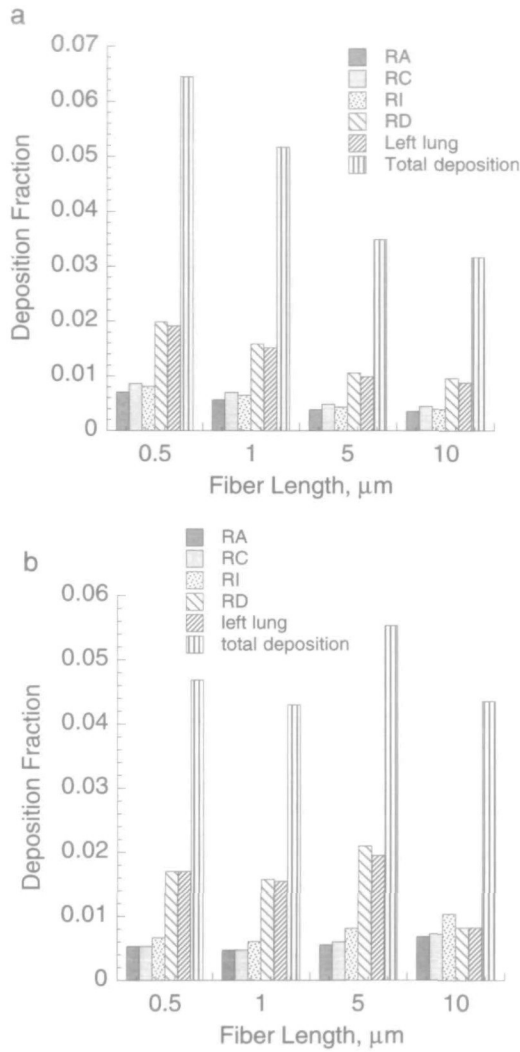 a
0.07
0.06
0.05
0.04
0.03
0.02
0.01
0
Deposition Fraction
RA
RC
RI
RD
Left lung
Total deposition
0.5 1 5 10
Fiber Length, μm
b
RA
RC
RI
RD
left lung
total deposition
0.06
0.05
0.04
0.03
0.02
0.01
0
Deposition Fraction
0.5 1 5 10
Fiber Length, μm